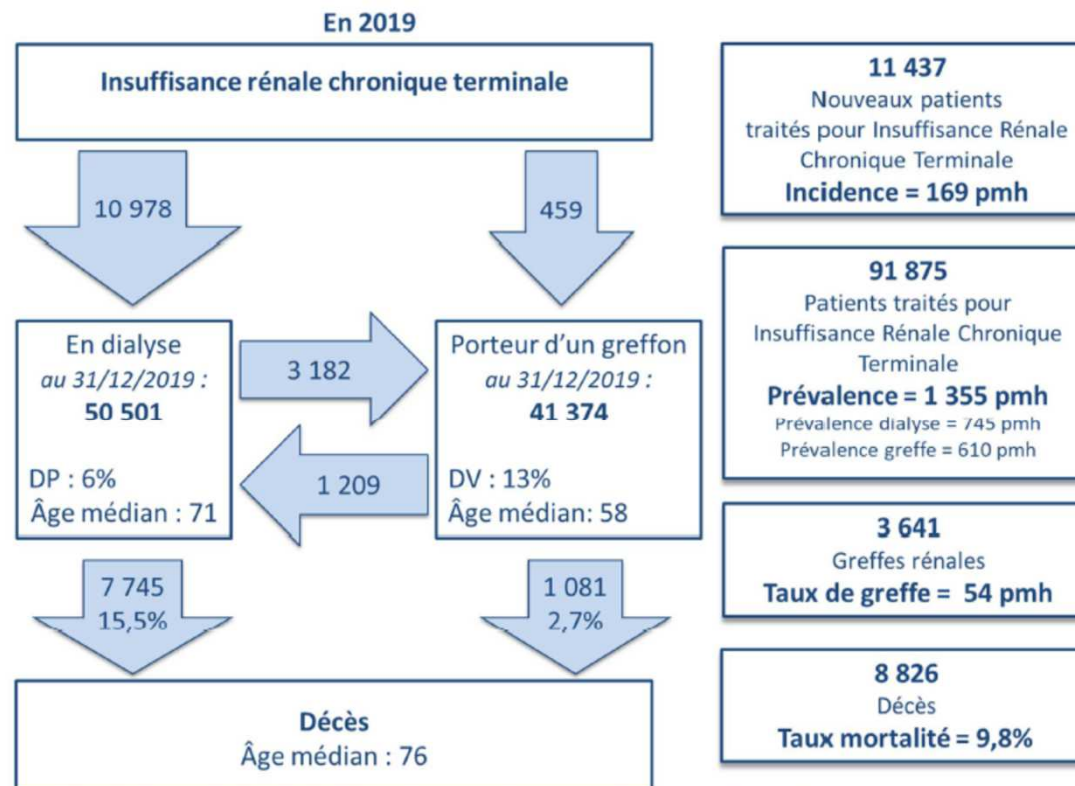 En 2019
Insuffisance rénale chronique terminale
10 978
459
En dialyse
au 31/12/2019 :
50 501
DP : 6%
Âge médian : 71
3 182
1 209
Porteur d'un greffon
au 31/12/2019 :
41 374
DV : 13%
Âge médian: 58
7 745
15,5%
1 081
2,7%
Décès
Âge médian : 76
11 437
Nouveaux patients
traités pour Insuffisance Rénale
Chronique Terminale
Incidence = 169 pmh
91 875
Patients traités pour
Insuffisance Rénale Chronique
Terminale
Prévalence = 1 355 pmh
Prévalence dialyse = 745 pmh
Prévalence greffe = 610 pmh
3 641
Greffes rénales
Taux de greffe = 54 pmh
8 826
Décès
Taux mortalité = 9,8%